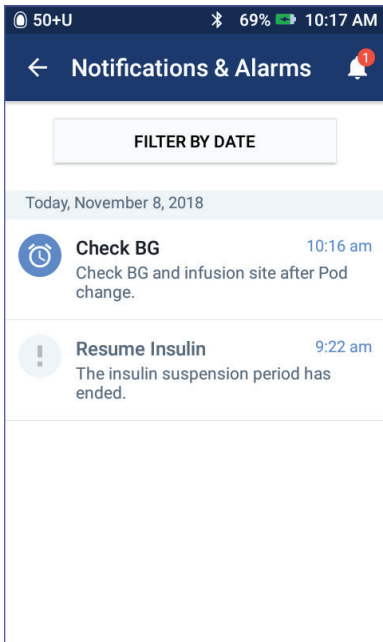 50+U 69% 10:17 AM
Notifications & Alarms 1
FILTER BY DATE
Today, November 8, 2018
Check BG 10:16 am
Check BG and infusion site after Pod
change.
! Resume Insulin 9:22 am
The insulin suspension period has
ended.